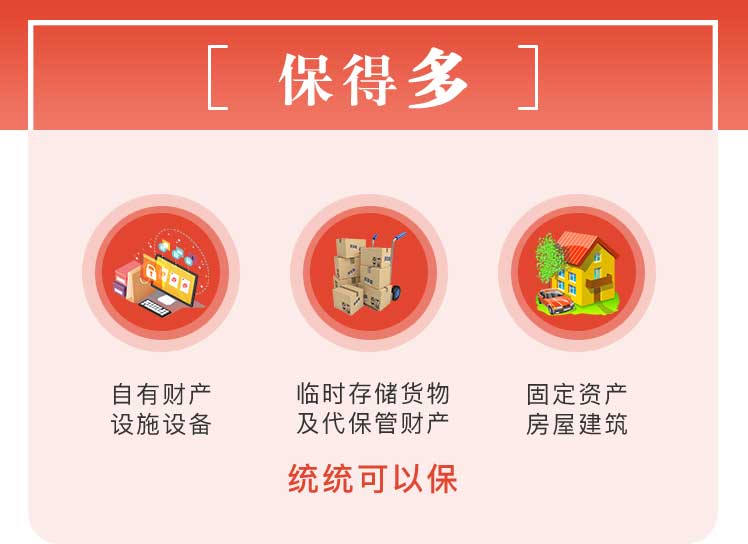 保得多
自有财产
设施设备
临时存储货物
及代保管财产
固定资产
房屋建筑
统统可以保